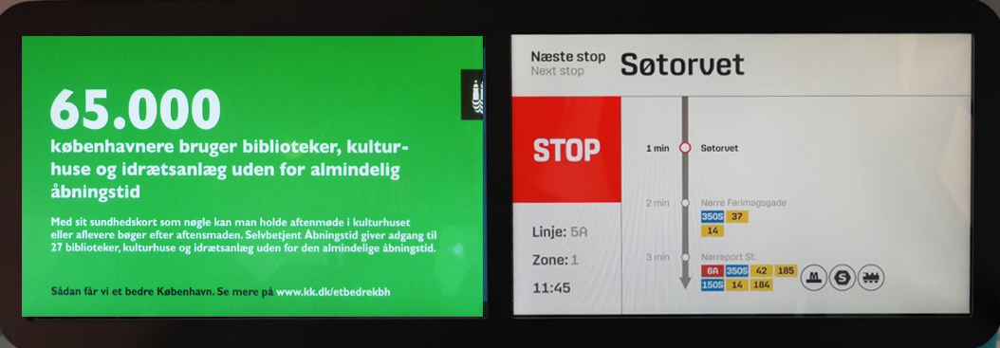 65.000
københavnere bruger biblioteker, kultur-
huse og idrætsanlæg uden for almindelig
åbningstid
Med sit sundhedskort som nøgle kan man holde aftenmøde i kulturhuset
eller aflevere bøger efter aftensmaden. Selvbetjent Åbningstid giver adgang til
27 biblioteker, kulturhuse og idrætsanlæg uden for den almindelige åbningstid.
Sådan får vi et bedre København. Se mere på www.kk.dk/etbedrekbh
Næste stop
Next stop
Søtorvet
STOP
Linje: 5A
Zone: 1
11:45
1 min Søtorvet
2 min Nørre Farimagsgade
350S 37
14
3 min Nørreport St.
6A 350S 42 185
150S 14 184
M S